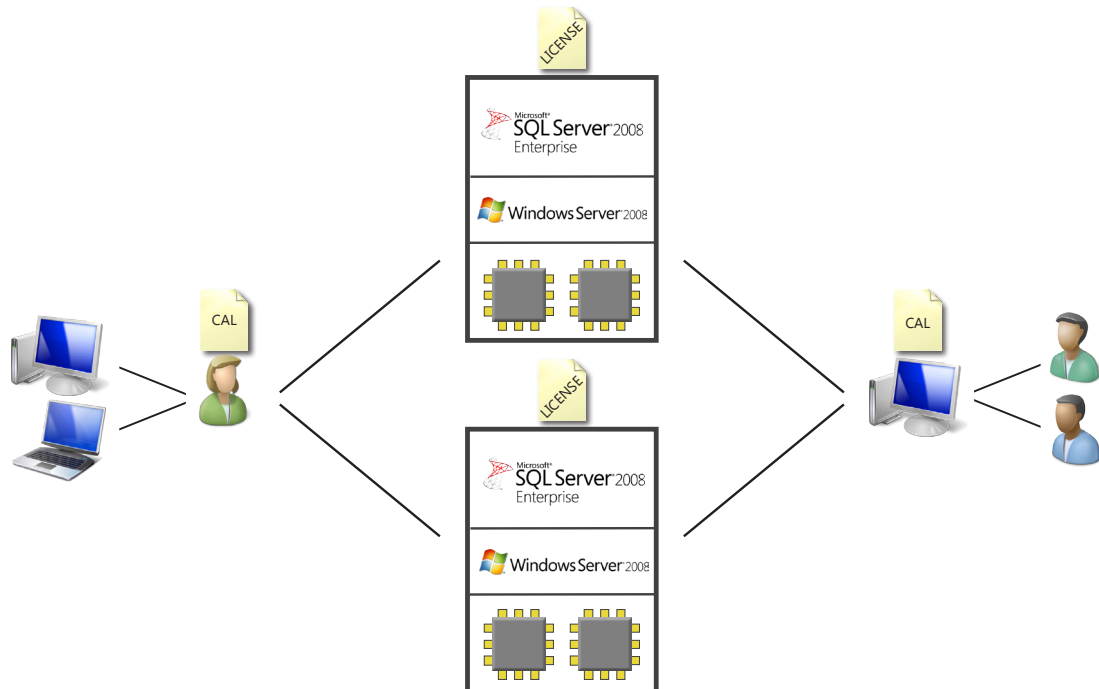 LICENSE
Microsoft®
SQL Server® 2008
Enterprise
Windows Server® 2008
CAL
CAL
LICENSE
Microsoft®
SQL Server® 2008
Enterprise
Windows Server® 2008